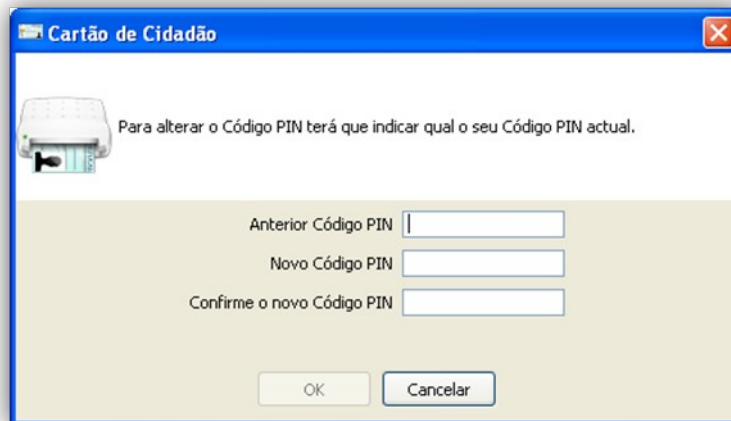 Cartão de Cidadão
Para alterar o Código PIN terá que indicar qual o seu Código PIN actual.
Anterior Código PIN
Novo Código PIN
Confirme o novo Código PIN
OK Cancelar